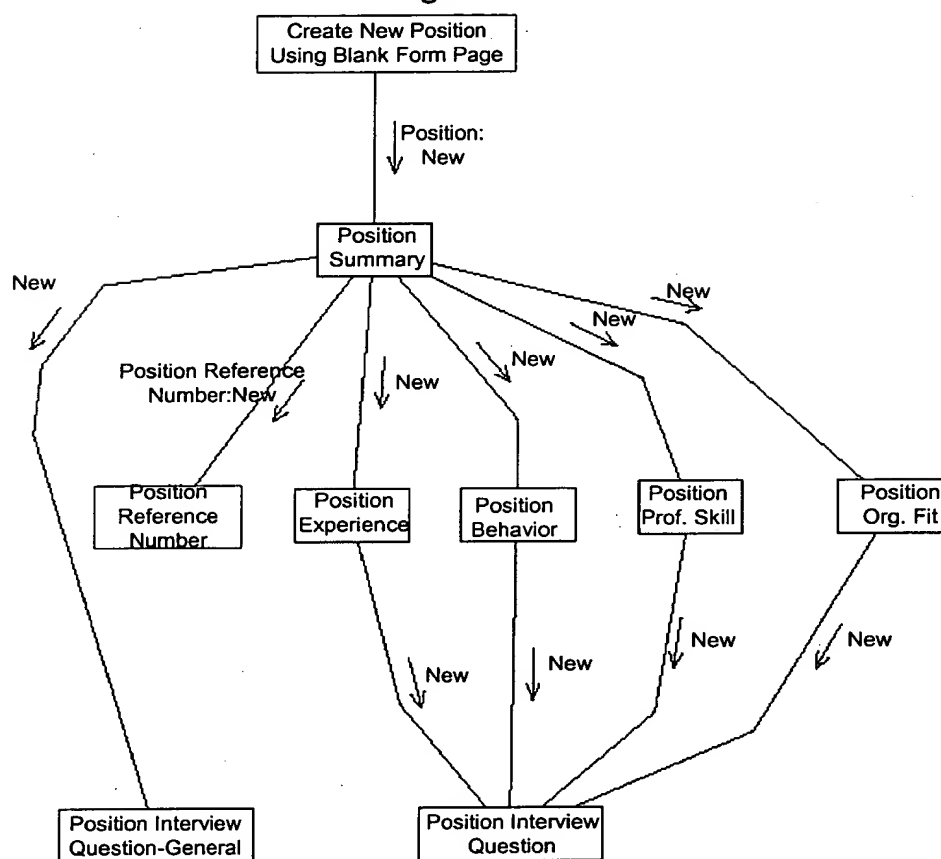 Create New Position
Using Blank Form Page
Position:
New
Position
Summary
New
New
New
Position Reference
Number:New
New
New
Position
Reference
Number
Position
Experience
Position
Behavior
Position
Prof. Skill
Position
Org. Fit
New
New
New
New
Position Interview
Question-General
Position Interview
Question